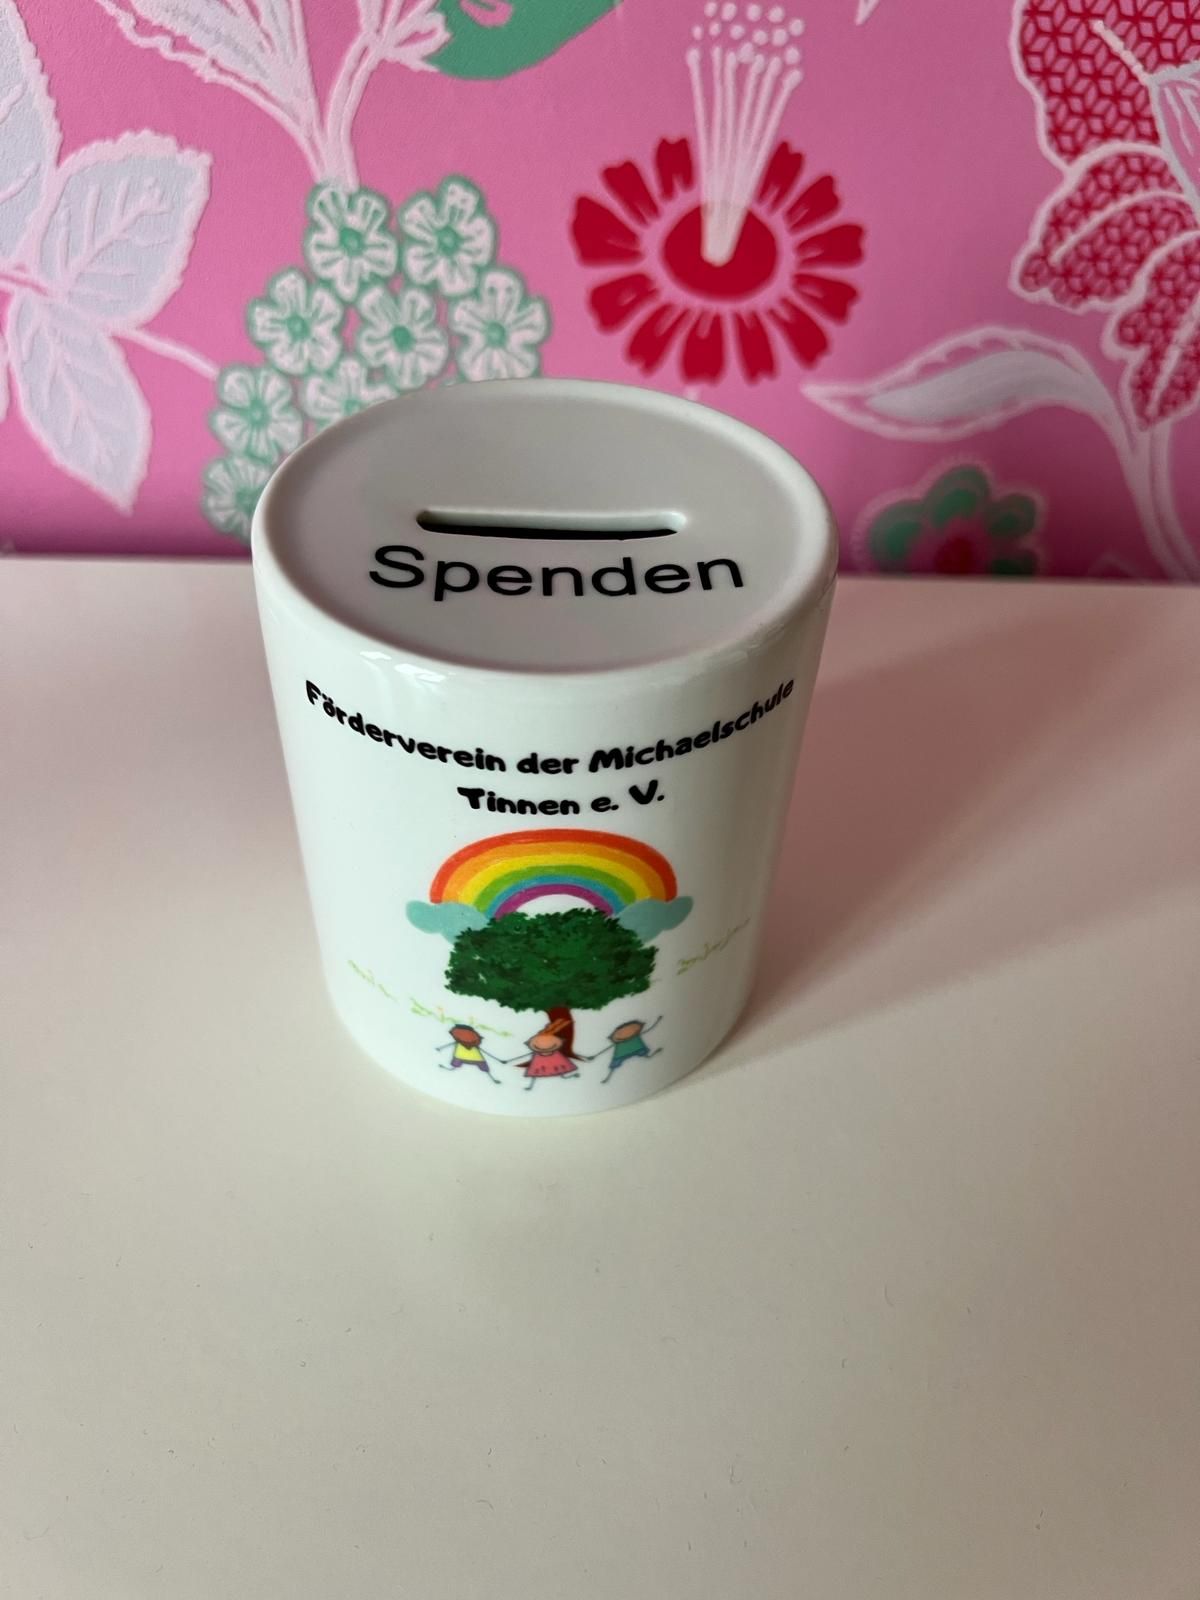 Spenden
Förderverein der Michaelschule
Tinnen e. V.